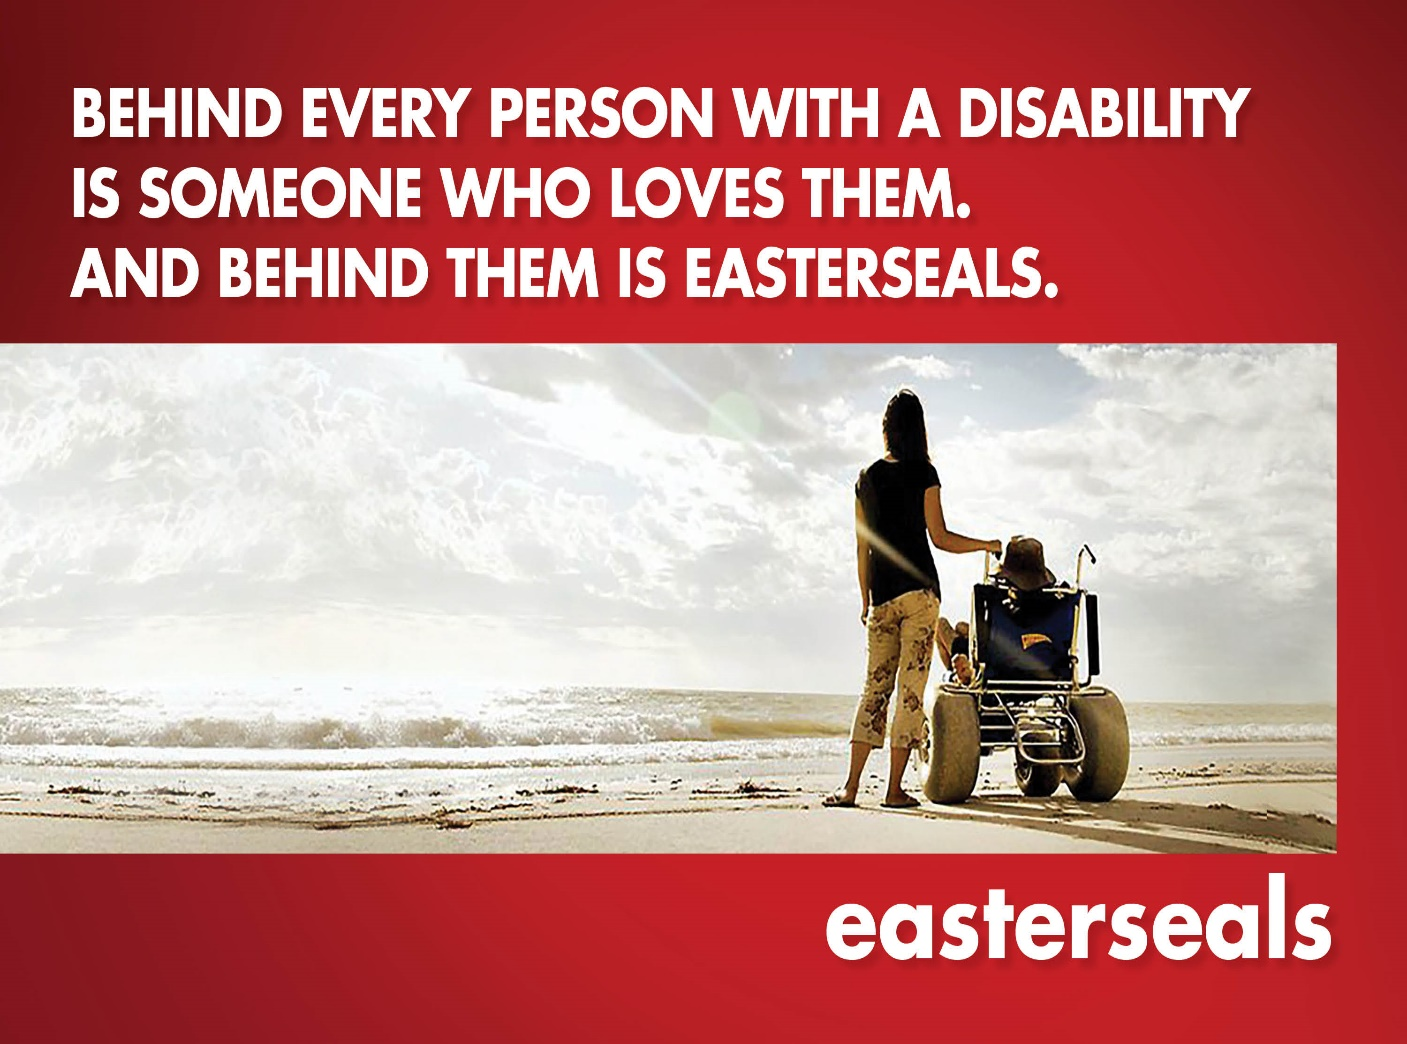 BEHIND EVERY PERSON WITH A DISABILITY
IS SOMEONE WHO LOVES THEM.
AND BEHIND THEM IS EASTERSEALS.
easterseals